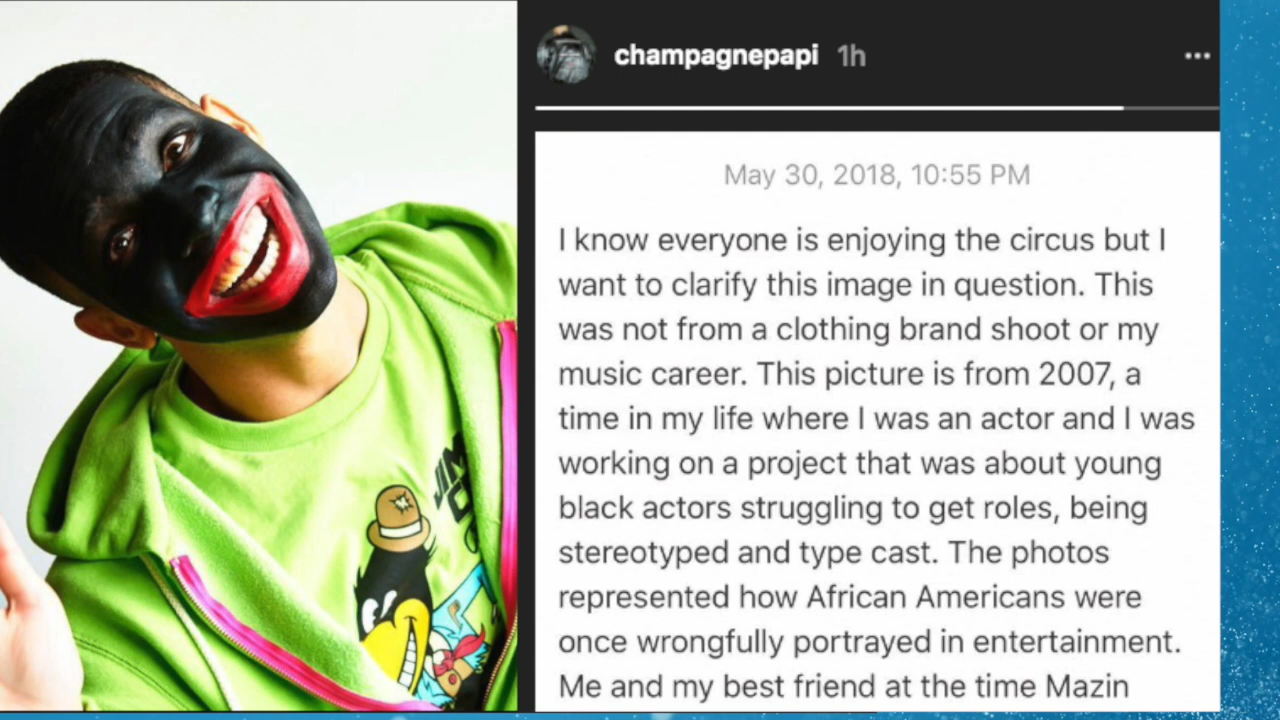 champagnepapi 1h
May 30, 2018, 10:55 PM
I know everyone is enjoying the circus but I
want to clarify this image in question. This
was not from a clothing brand shoot or my
music career. This picture is from 2007, a
time in my life where I was an actor and I was
working on a project that was about young
black actors struggling to get roles, being
stereotyped and type cast. The photos
represented how African Americans were
once wrongfully portrayed in entertainment.
Me and my best friend at the time Mazin